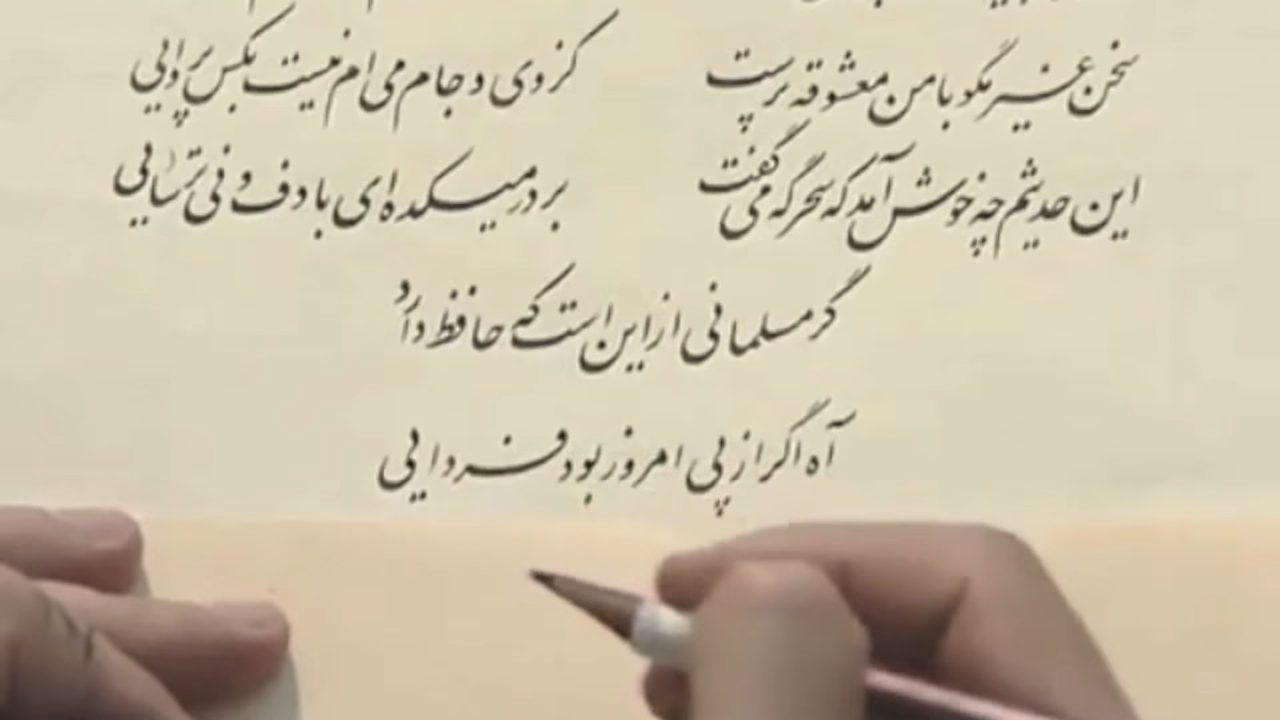 سخن غیر مگو با من معشوقه پرست کز وی و جام می ام نیست بکس پروایی
این حدیثم چه خوش آمد که سحرگه می گفت بر در میکده ای با دف و نی ترسایی
گر مسلمانی از این است که حافظ دارد
آه اگر از پی امروز بود فردایی